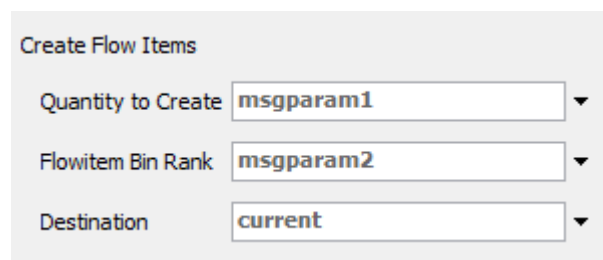 Create Flow Items
Quantity to Create msgparam1
Flowitem Bin Rank msgparam2
Destination current